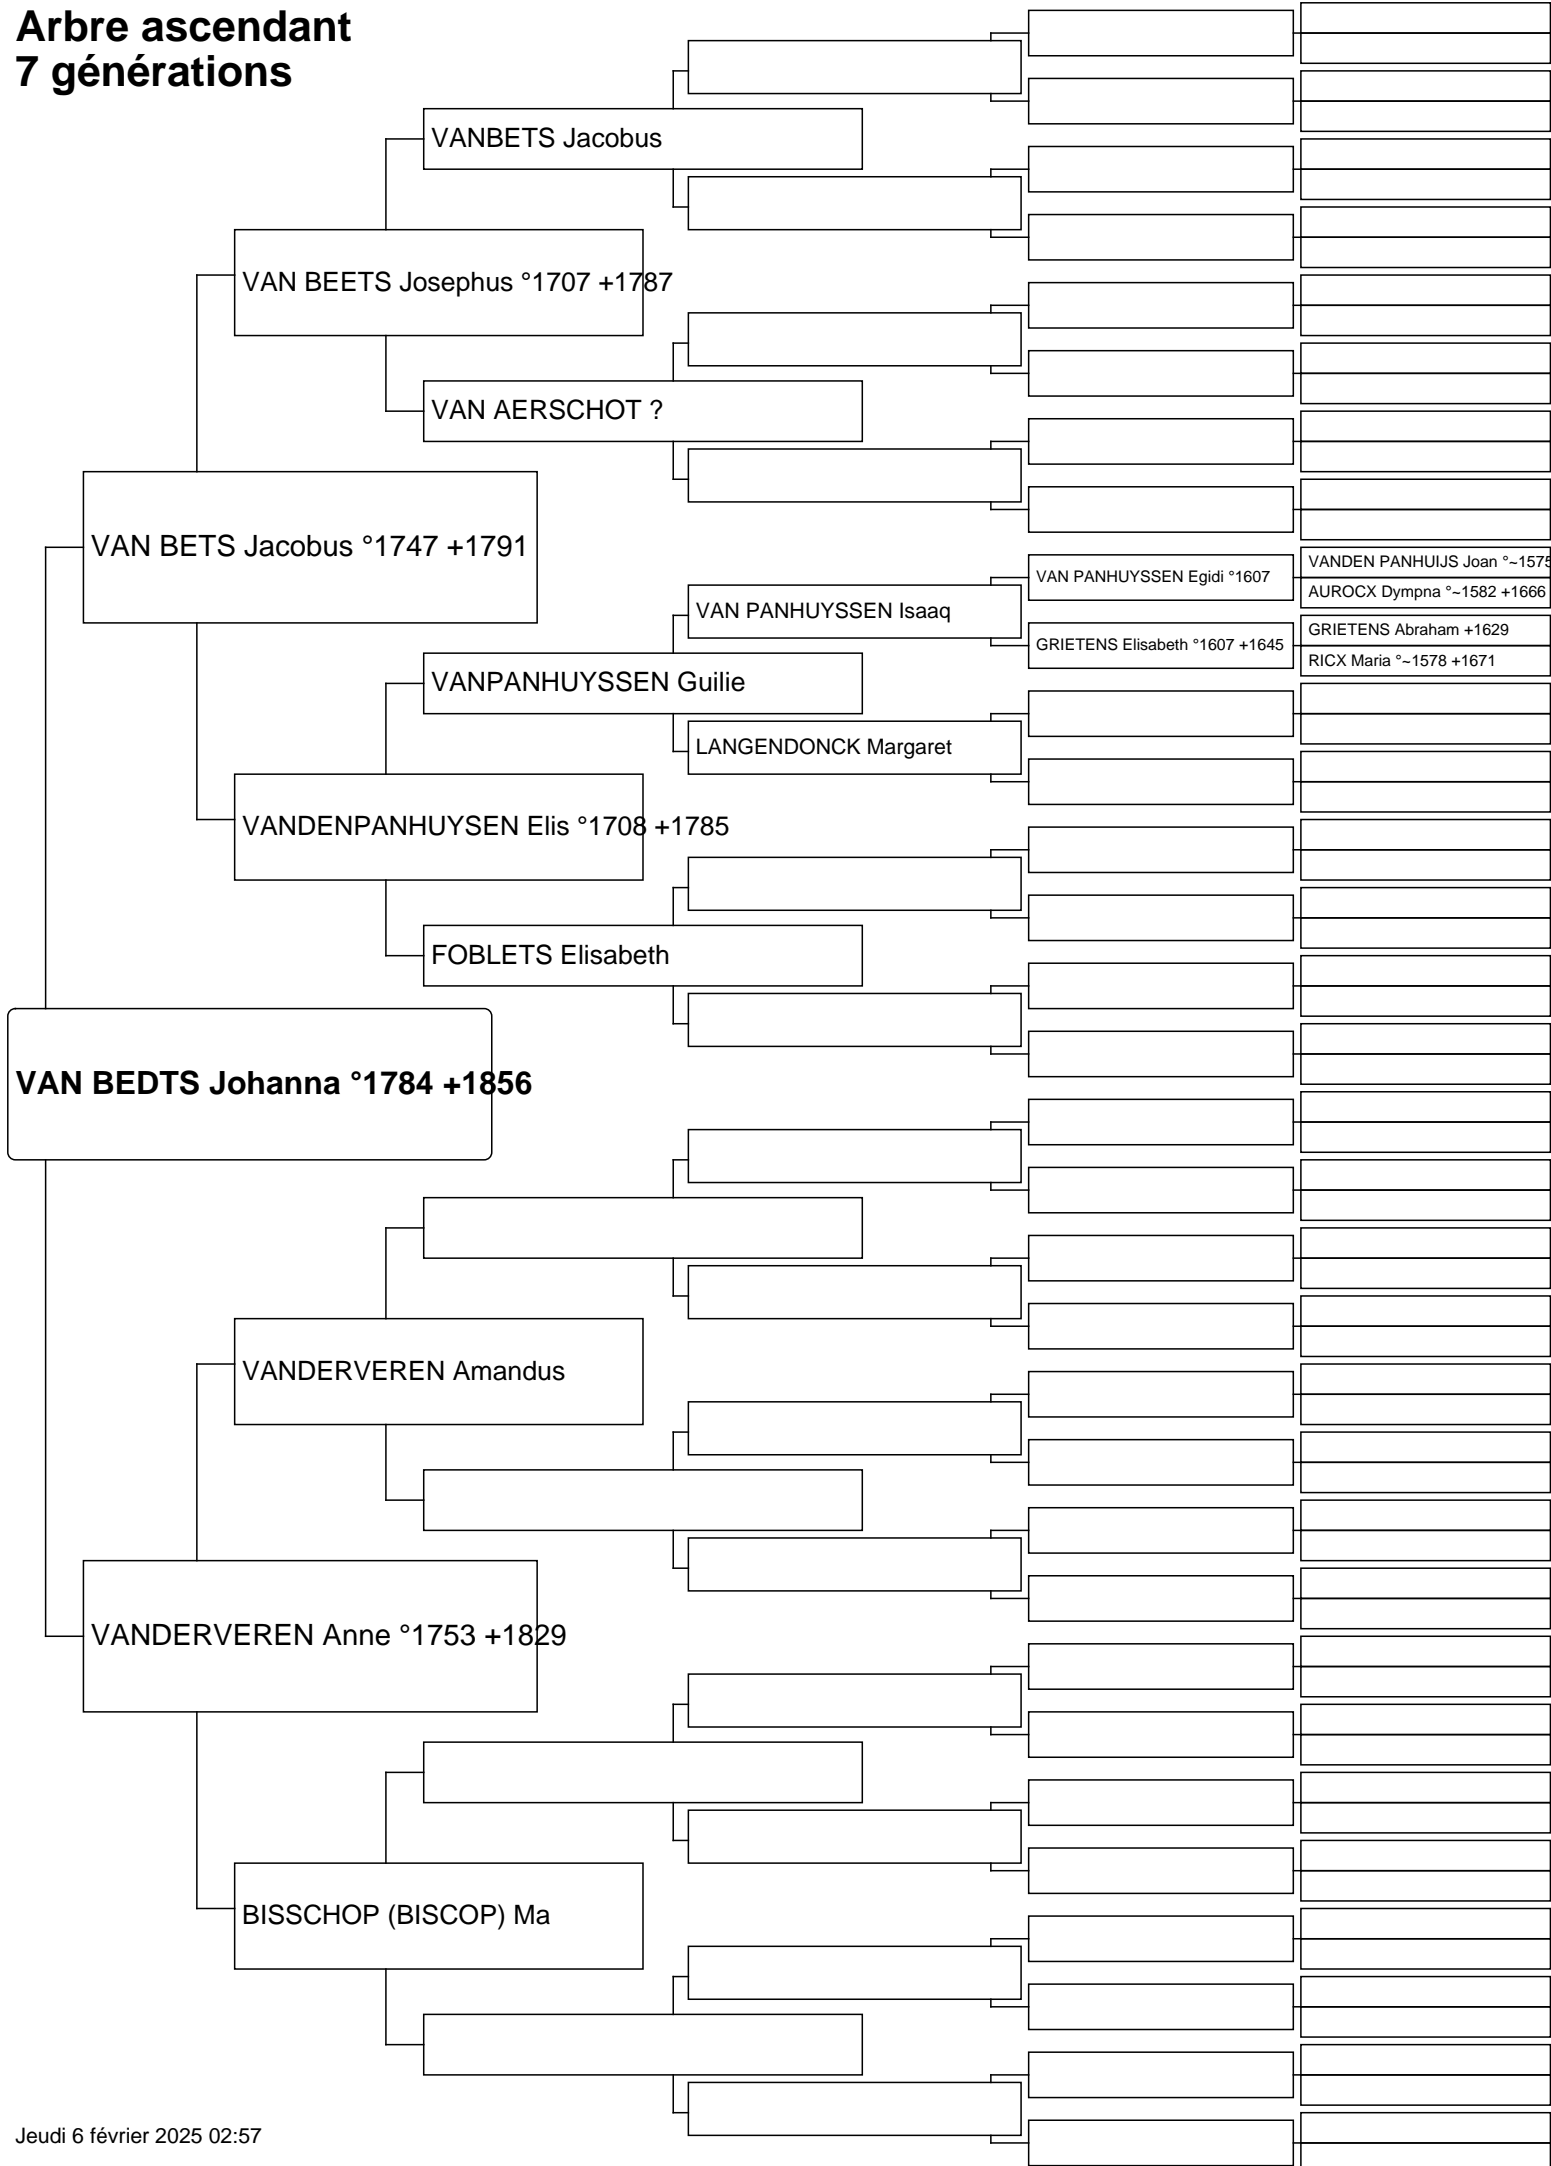 Arbre ascendant
7 générations
VANBETS Jacobus
VAN BEETS Josephus °1707 +1787
VAN AERSCHOT ?
VAN BETS Jacobus °1747 +1791
VAN PANHUYSSEN Egidi °1607
VANDEN PANHUIJS Joan °~1575
AUROCX Dympna °~1582 +1666
VAN PANHUYSSEN Isaaq
GRIETENS Elisabeth °1607 +1645
GRIETENS Abraham +1629
RICX Maria °~1578 +1671
VANPANHUYSSEN Guilie
LANGENDONCK Margaret
VANDENPANHUYSEN Elis °1708 +1785
FOBLETS Elisabeth
VAN BEDTS Johanna °1784 +1856
VANDERVEREN Amandus
VANDERVEREN Anne °1753 +1829
BISSCHOP (BISCOP) Ma
Jeudi 6 février 2025 02:57